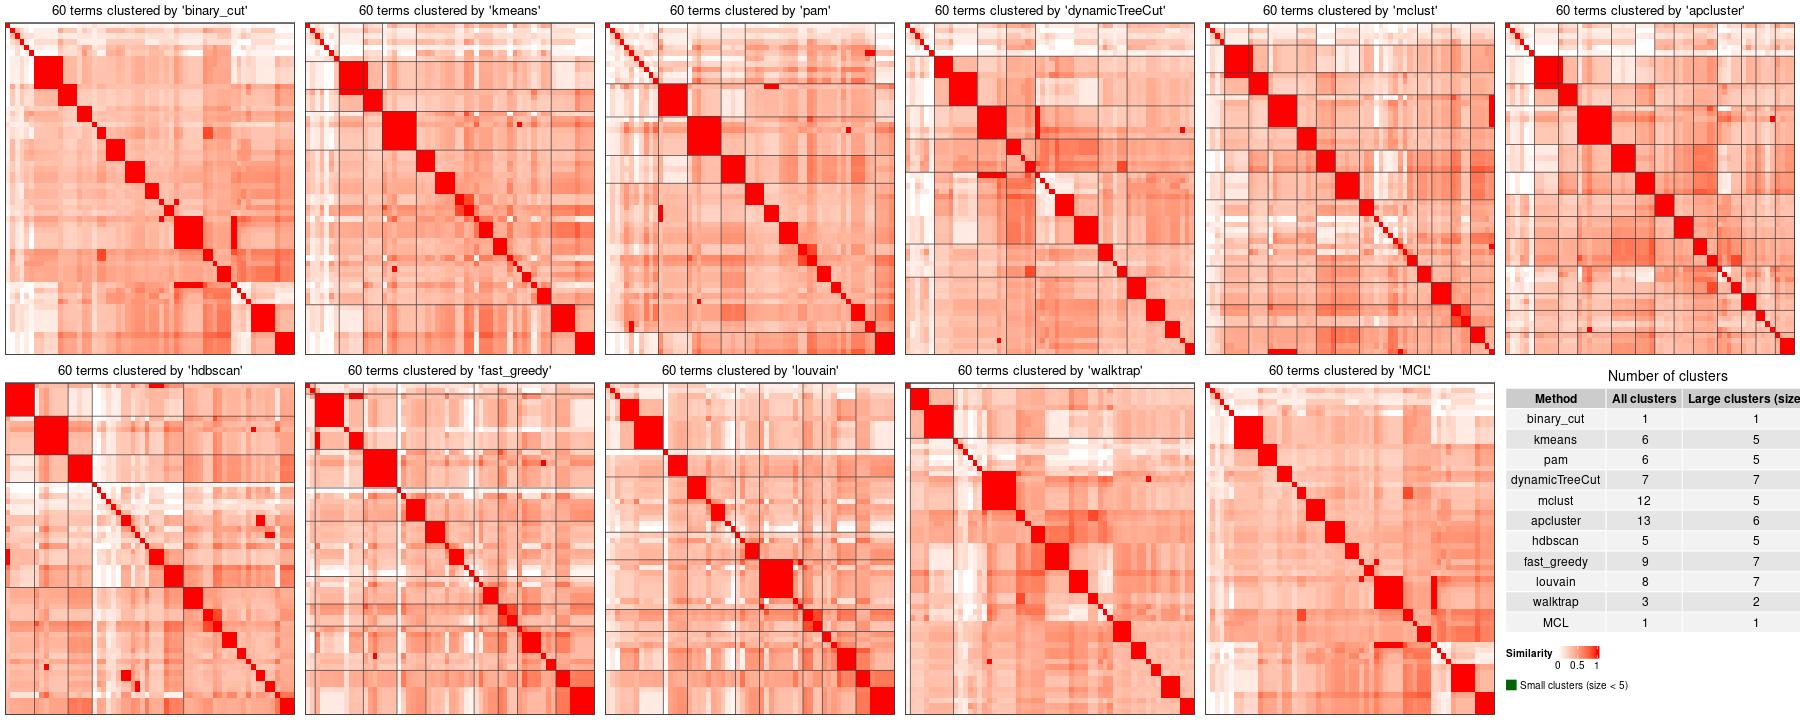 60 terms clustered by 'binary_cut'
60 terms clustered by 'kmeans'
60 terms clustered by 'pam'
60 terms clustered by 'dynamicTreeCut'
60 terms clustered by 'mclust'
60 terms clustered by 'apcluster'
60 terms clustered by 'hdbscan'
60 terms clustered by 'fast_greedy'
60 terms clustered by 'louvain'
60 terms clustered by 'walktrap'
60 terms clustered by 'MCL'
Number of clusters
Method All clusters Large clusters (size
binary_cut 1 1
kmeans 6 5
pam 6 5
dynamicTreeCut 7 7
mclust 12 5
apcluster 13 6
hdbscan 5 5
fast_greedy 9 7
louvain 8 7
walktrap 3 2
MCL 1 1
Similarity
0 0.5 1
Small clusters (size < 5)